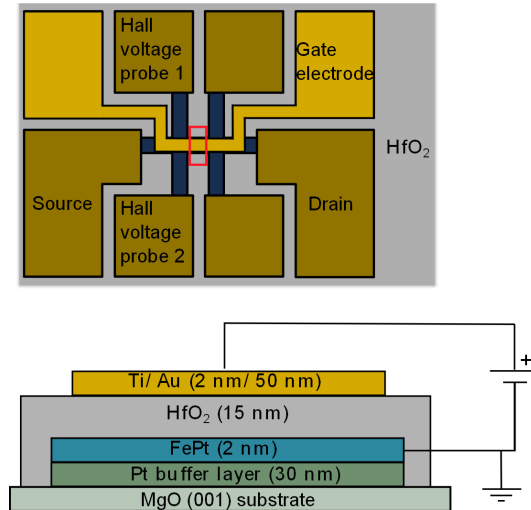 Hall
voltage
probe 1
Gate
electrode
HfO2
Source
Hall
voltage
probe 2
Drain
Ti/ Au (2 nm/ 50 nm)
HfO2 (15 nm)
FePt (2 nm)
Pt buffer layer (30 nm)
MgO (001) substrate
+